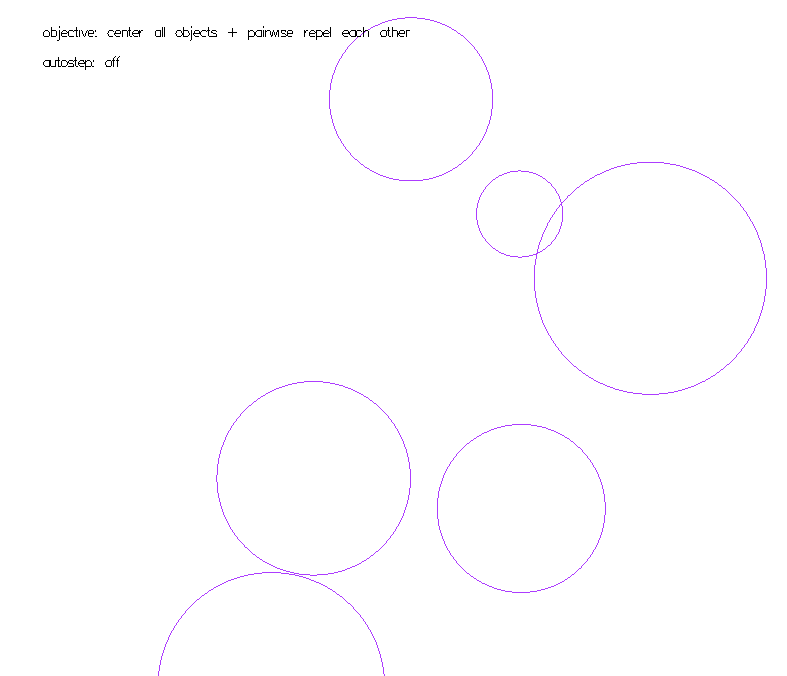 objective: center all objects + pairwise repel each other
autostep: off